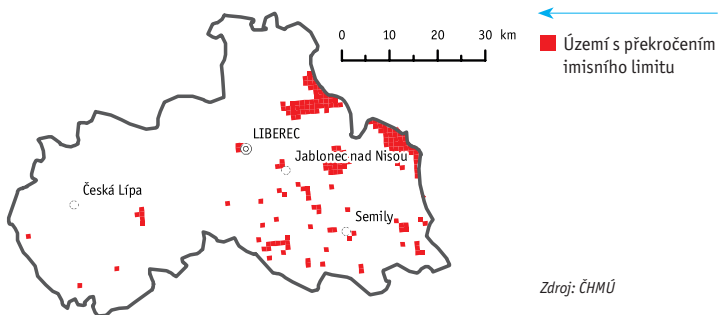 0 10 20 30 km
Území s překročením
imisního limitu
LIBEREC
Jablonec nad Nisou
Česká Lípa
Semily
Zdroj: ČHMÚ